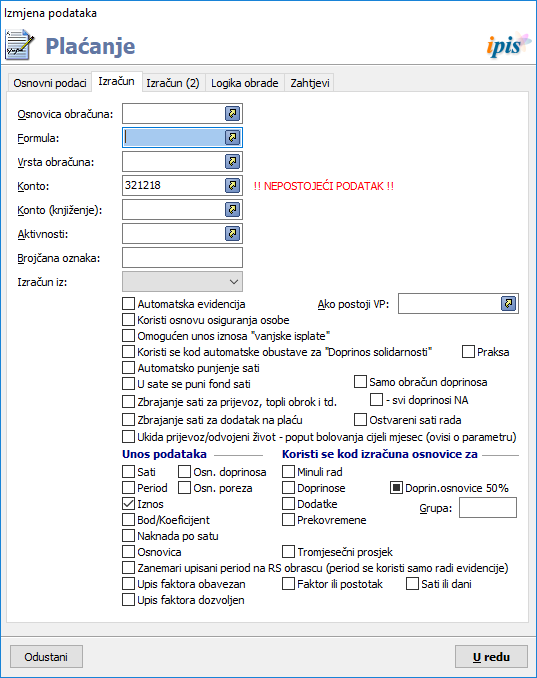 Izmjena podataka
Plaćanje
ipis
Osnovni podaci Izračun Izračun (2) Logika obrade Zahtjevi
Osnovica obračuna:
Formula:
Vrsta obračuna:
Konto: 321218 !! NEPOSTOJEĆI PODATAK !!
Konto (knjiženje):
Aktivnosti:
Brojčana oznaka:
Izračun iz:
Automatska evidencija Ako postoji VP:
Koristi osnovu osiguranja osobe
Omogućen unos iznosa "vanjske isplate"
Koristi se kod automatske obustave za "Doprinos solidarnosti" Praksa
Automatsko punjenje sati
U sate se puni fond sati Samo obračun doprinosa
Zbrajanje sati za prijevoz, topli obrok i td. - svi doprinosi NA
Zbrajanje sati za dodatak na plaću Ostvareni sati rada
Ukida prijevoz/odvojeni život - poput bolovanja cijeli mjesec (ovisi o parametru)
Unos podataka Koristi se kod izračuna osnovice za
Sati Osn. doprinosa Minuli rad
Period Osn. poreza Doprinose Doprin.osnovice 50%
Iznos Dodatke Grupa:
Bod/Koeficijent Prekovremene
Naknada po satu
Osnovica Tromjesečni prosjek
Zanemari upisani period na RS obrascu (period se koristi samo radi evidencije)
Upis faktora obavezan Faktor ili postotak Sati ili dani
Upis faktora dozvoljen
Odustani U redu